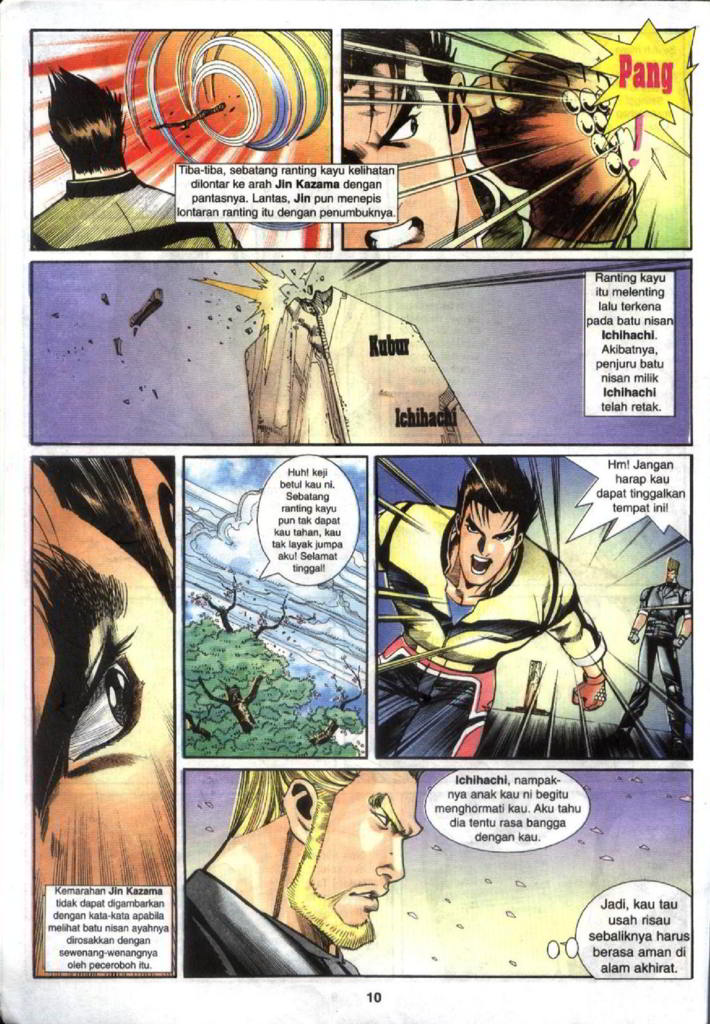 Tiba-tiba, sebatang ranting kayu kelihatan
dilontar ke arah Jin Kazama dengan
pantasnya. Lantas, Jin pun menepis
lontaran ranting itu dengan penumbuknya.
Pang
Ranting kayu
itu melenting
lalu terkena
pada batu nisan
Ichihachi.
Akibatnya,
penjuru batu
nisan milik
Ichihachi
telah retak.
Kubur
Ichihachi
Kemarahan Jin Kazama
tidak dapat digambarkan
dengan kata-kata apabila
melihat batu nisan ayahnya
dirosakkan dengan
sewenang-wenangnya
oleh peceroboh itu.
Huh! keji
betul kau ni.
Sebatang
ranting kayu
pun tak dapat
kau tahan, kau
tak layak jumpa
aku! Selamat
tinggal!
Hm! Jangan
harap kau
dapat tinggalkan
tempat ini!
Ichihachi, nampak-
nya anak kau ni begitu
menghormati kau. Aku tahu
dia tentu rasa bangga
dengan kau.
Jadi, kau tau
usah risau
sebaliknya harus
berasa aman di
alam akhirat.
10